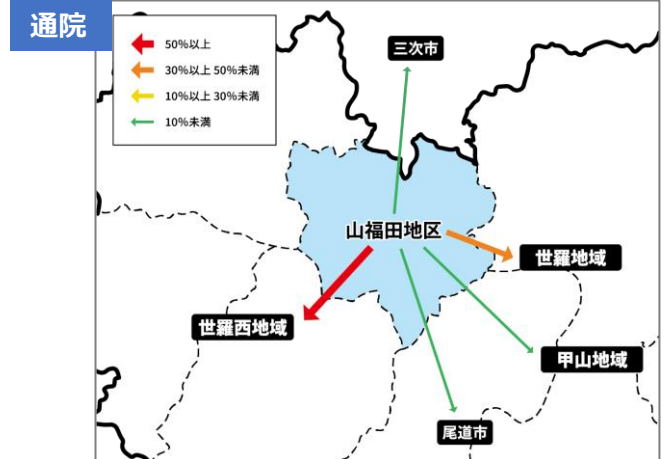 通院
50%以上
30%以上 50%未満
10%以上 30%未満
10%未満
三次市
山福田地区
世羅地域
世羅西地域
甲山地域
尾道市